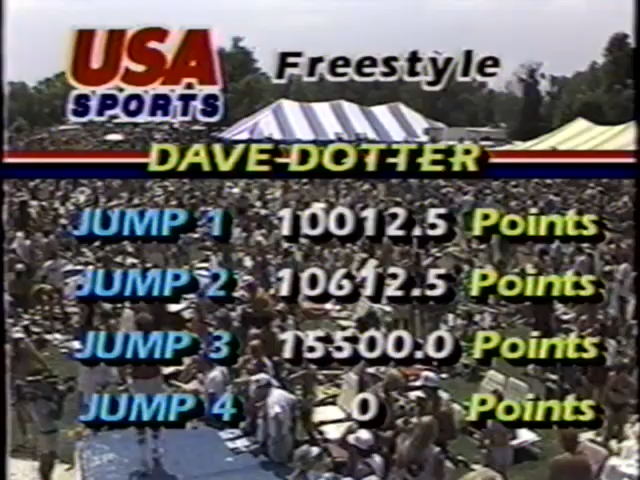 USA Freestyle
SPORTS
DAVE DOTTER
JUMP 1 10012.5 Points
JUMP 2 10612.5 Points
JUMP 3 15500.0 Points
JUMP 4 0 Points